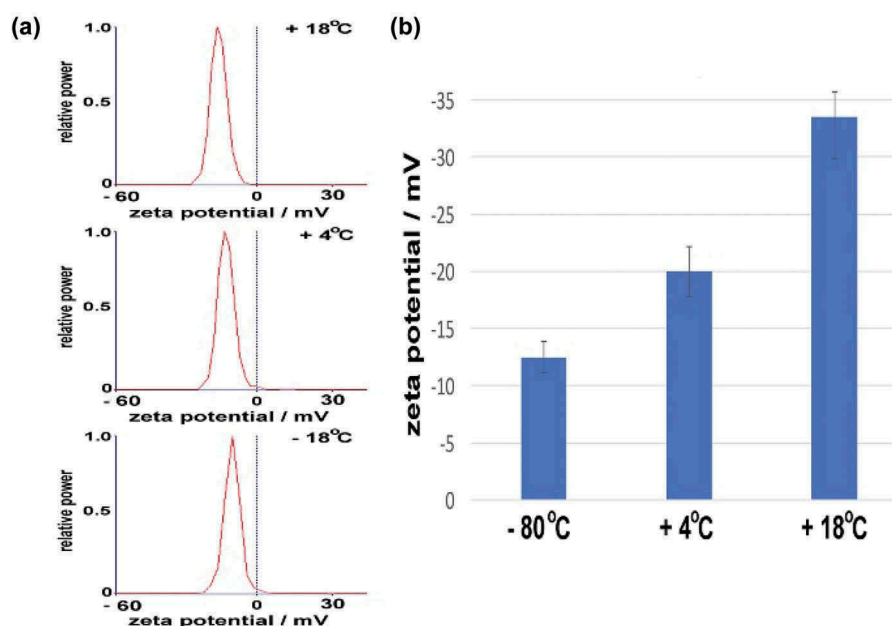 (a)
+ 18°C
1.0
relative power
0.5
0
- 60
0
30
zeta potential / mV
+ 4°C
1.0
relative power
0.5
0
- 60
0
30
zeta potential / mV
- 18°C
1.0
relative power
0.5
0
- 60
0
30
zeta potential / mV
(b)
zeta potential / mV
-35
-30
-25
-20
-15
-10
-5
0
- 80°C
+ 4°C
+ 18°C